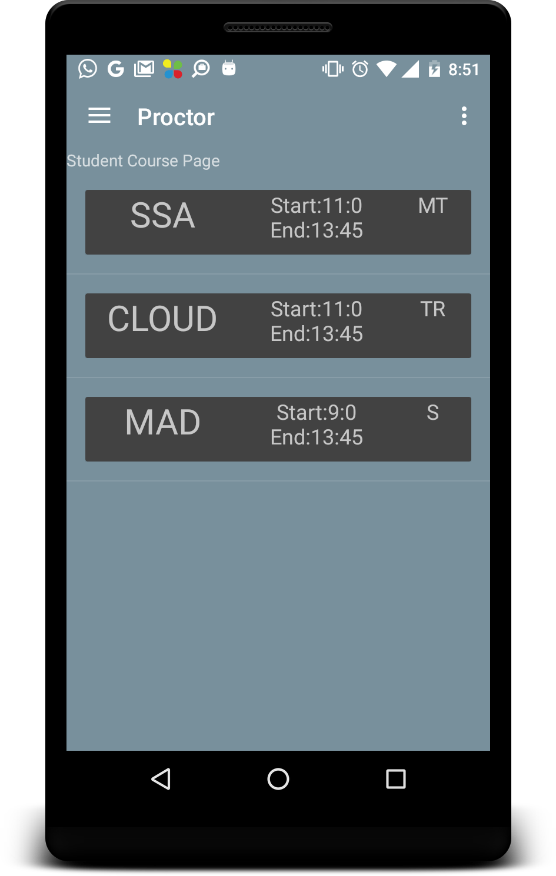 8:51
Proctor
Student Course Page
SSA
Start:11:0
End:13:45
MT
CLOUD
Start:11:0
End:13:45
TR
MAD
Start:9:0
End:13:45
S